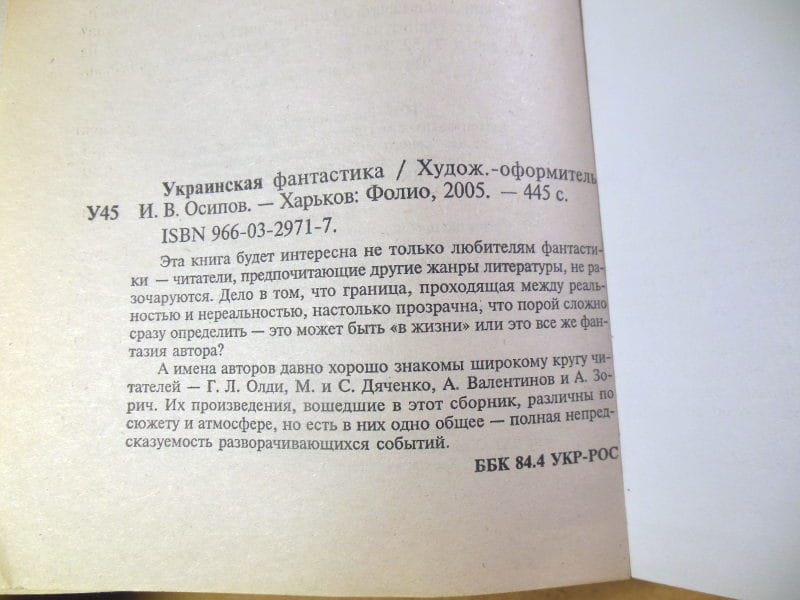 Украинская фантастика / Худож.-оформитель
У45 И. В. Осипов. — Харьков: Фолио, 2005. — 445 с.
ISBN 966-03-2971-7.
Эта книга будет интересна не только любителям фантасти-
ки — читатели, предпочитающие другие жанры литературы, не ра-
зочаруются. Дело в том, что граница, проходящая между реаль-
ностью и нереальностью, настолько прозрачна, что порой сложно
сразу определить — это может быть «в жизни» или это все же фан-
тазия автора?
А имена авторов давно хорошо знакомы широкому кругу чи-
тателей — Г. Л. Олди, М. и С. Дяченко, А. Валентинов и А. Зо-
рич. Их произведения, вошедшие в этот сборник, различны по
сюжету и атмосфере, но есть в них одно общее — полная непред-
сказуемость разворачивающихся событий.
ББК 84.4 УКР-РОС